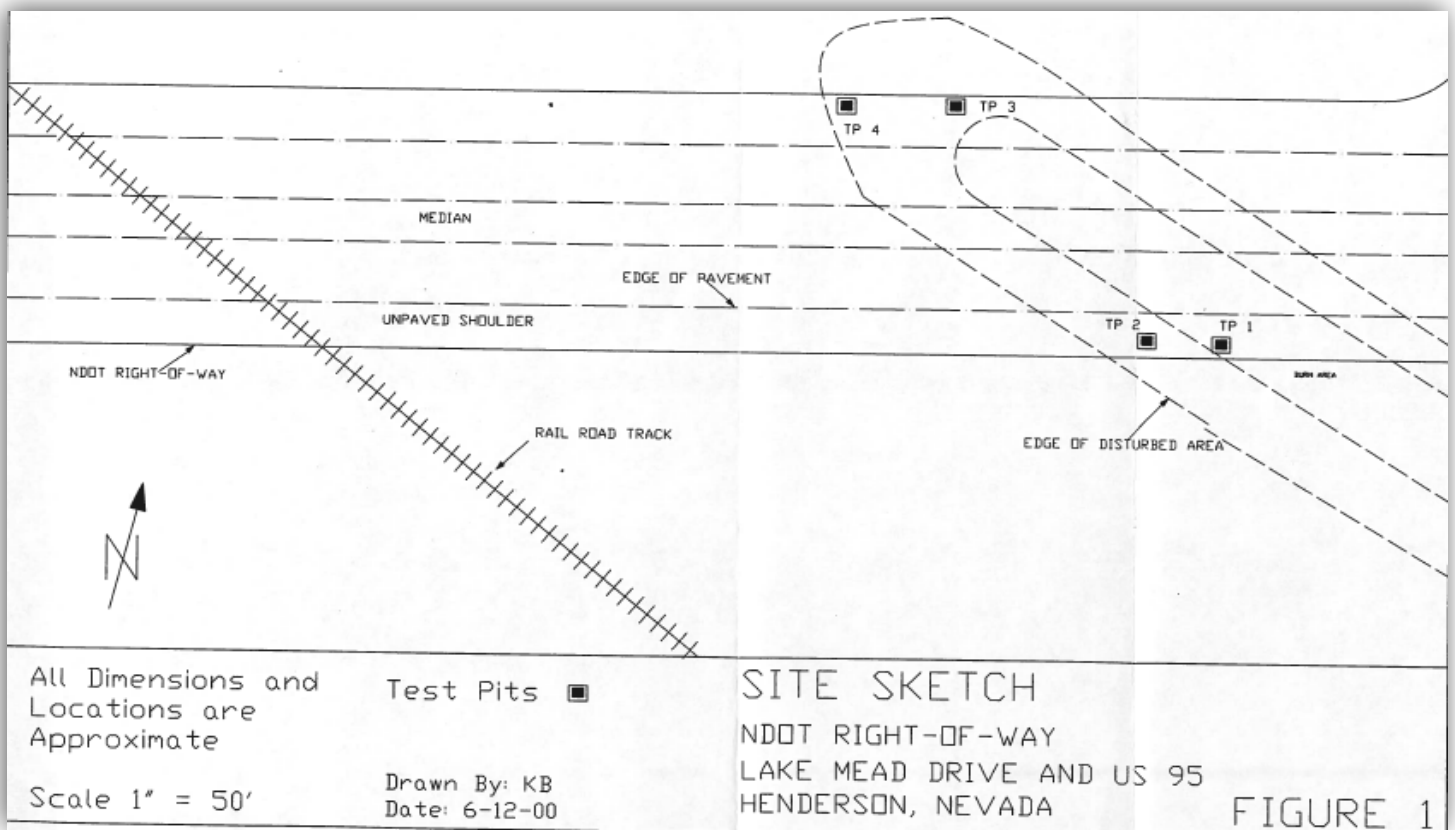 TP 3
TP 4
MEDIAN
EDGE OF PAVEMENT
UNPAVED SHOULDER
TP 2
TP 1
NDOT RIGHT-OF-WAY
BURM AREA
RAIL ROAD TRACK
EDGE OF DISTURBED AREA
N
All Dimensions and
Locations are
Approximate
Scale 1" = 50'
Test Pits
Drawn By: KB
Date: 6-12-00
SITE SKETCH
NDOT RIGHT-OF-WAY
LAKE MEAD DRIVE AND US 95
HENDERSON, NEVADA
FIGURE 1